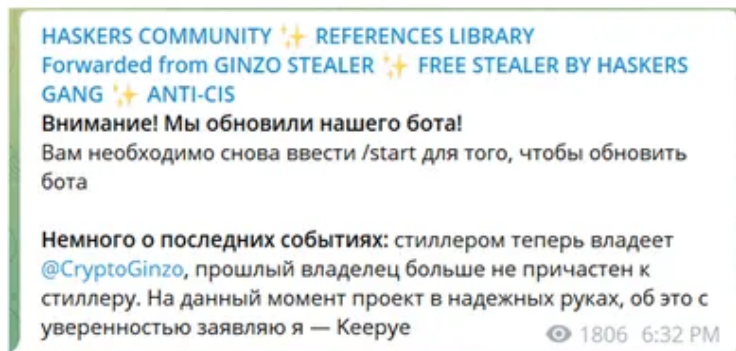 HASKERS COMMUNITY ✨ REFERENCES LIBRARY
Forwarded from GINZO STEALER ✨ FREE STEALER BY HASKERS
GANG ✨ ANTI-CIS
Внимание! Мы обновили нашего бота!
Вам необходимо снова ввести /start для того, чтобы обновить
бота
Немного о последних событиях: стиллером теперь владеет
@CryptoGinzo, прошлый владелец больше не причастен к
стиллеру. На данный момент проект в надежных руках, об это с
уверенностью заявляю я — Keepye
1806 6:32 PM